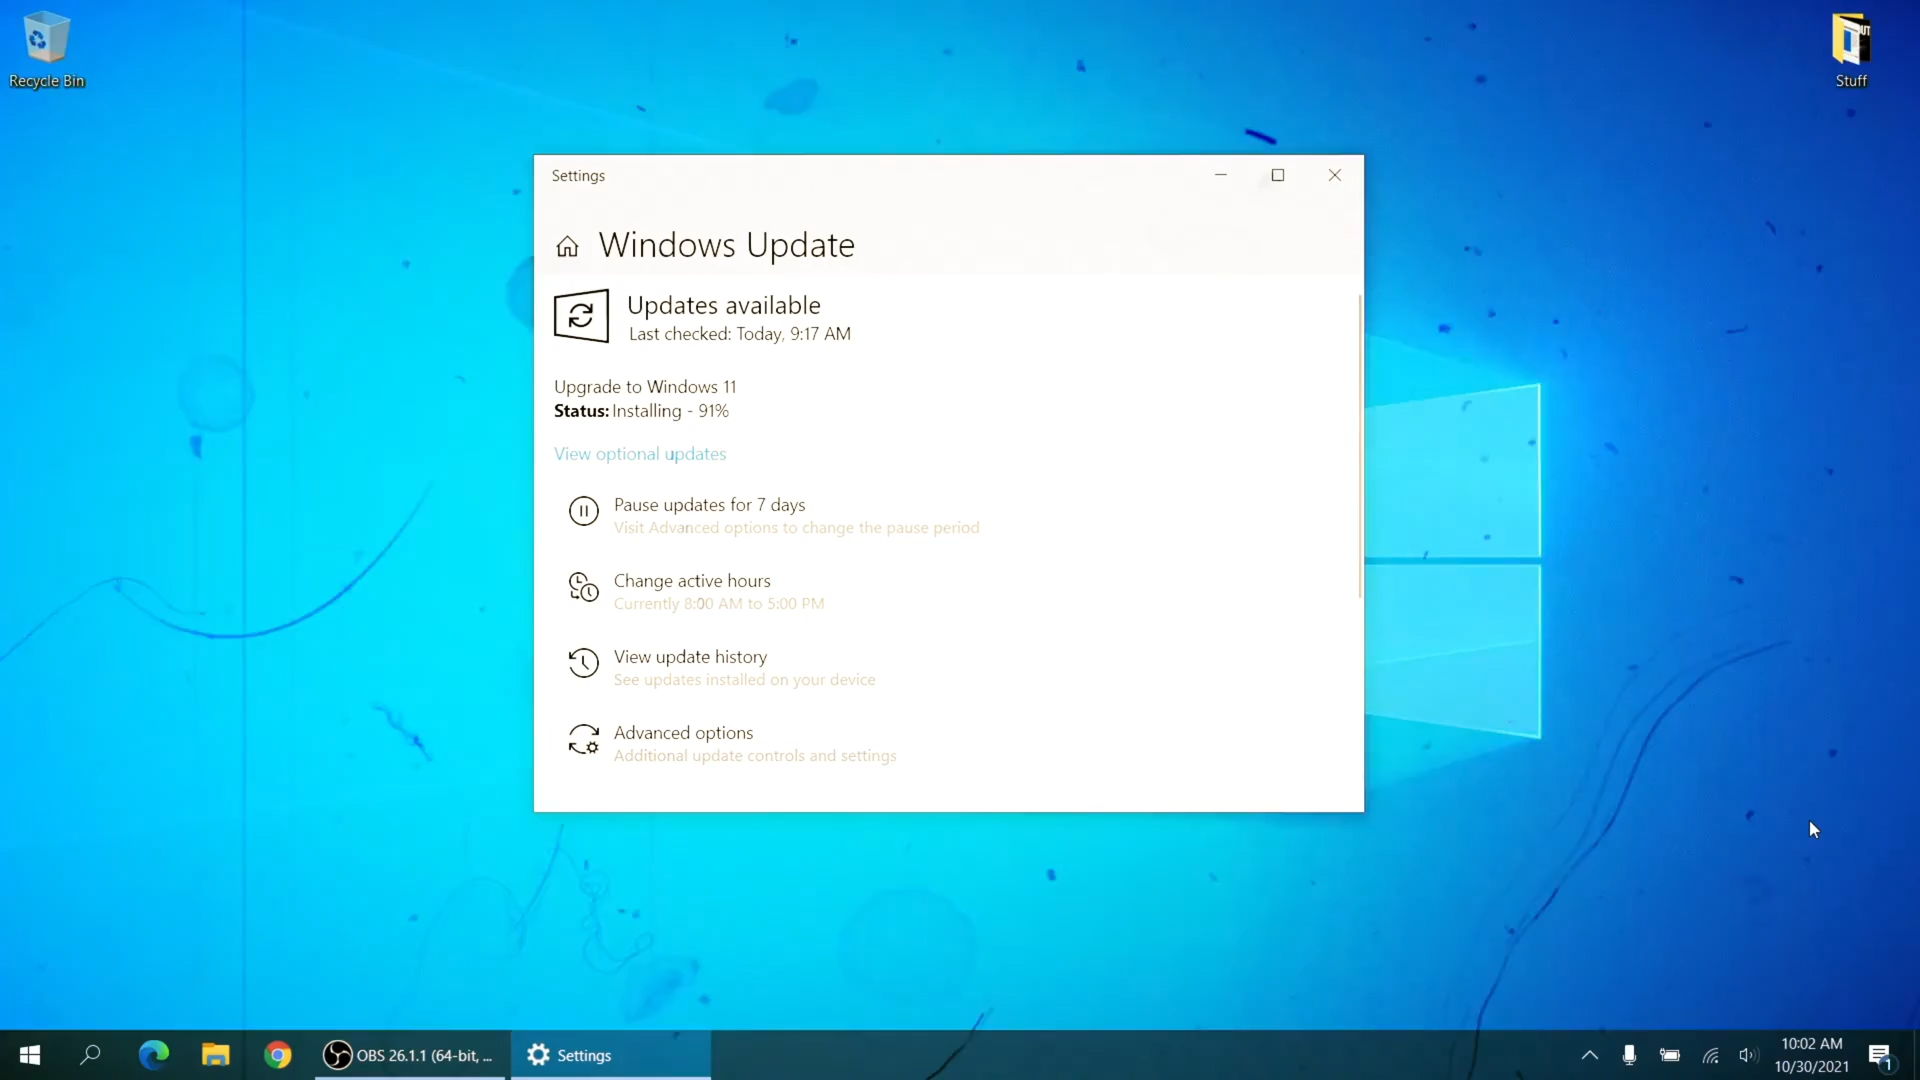 Recycle Bin
Stuff
Settings
Windows Update
Updates available
Last checked: Today, 9:17 AM
Upgrade to Windows 11
Status: Installing - 91%
View optional updates
Pause updates for 7 days
Visit Advanced options to change the pause period
Change active hours
Currently 8:00 AM to 5:00 PM
View update history
See updates installed on your device
Advanced options
Additional update controls and settings
OBS 26.1.1 (64-bit, ...
Settings
10:02 AM
10/30/2021
1